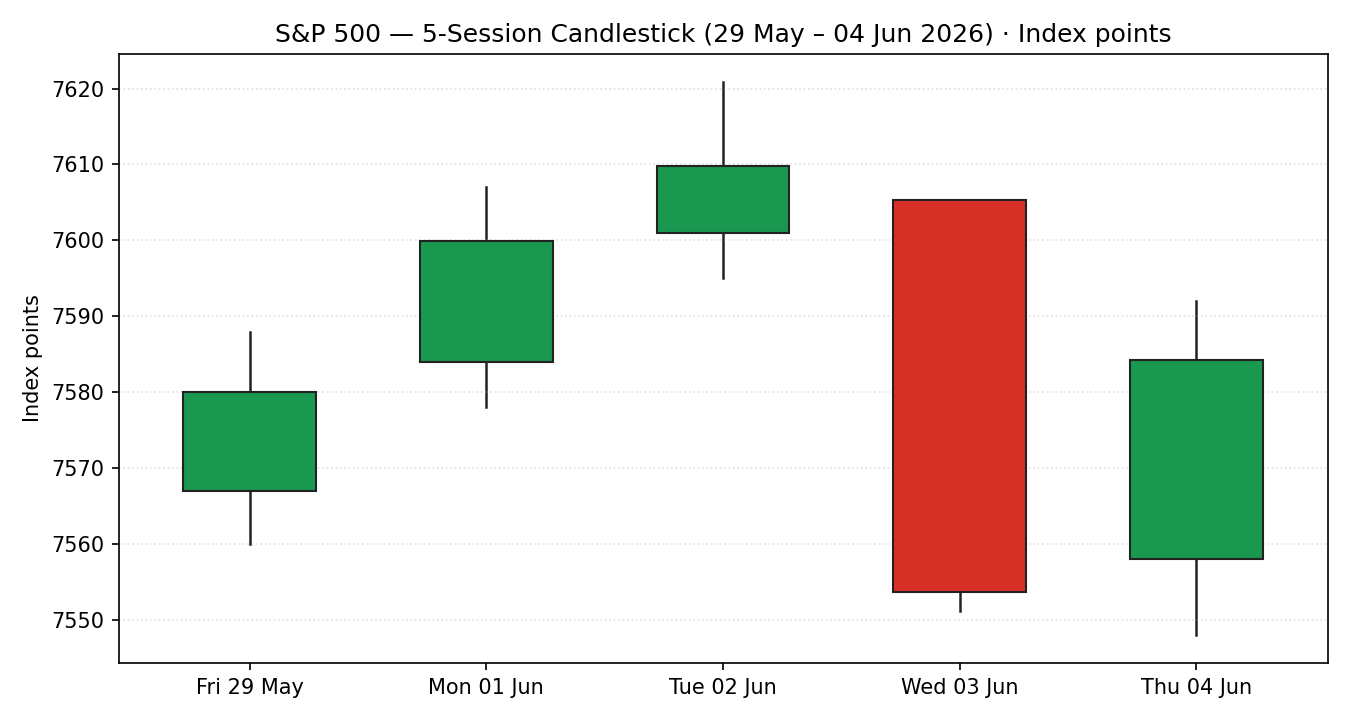 S&P 500 — 5-Session Candlestick (29 May – 04 Jun 2026) · Index points
Index points
7620
7610
7600
7590
7580
7570
7560
7550
Fri 29 May
Mon 01 Jun
Tue 02 Jun
Wed 03 Jun
Thu 04 Jun